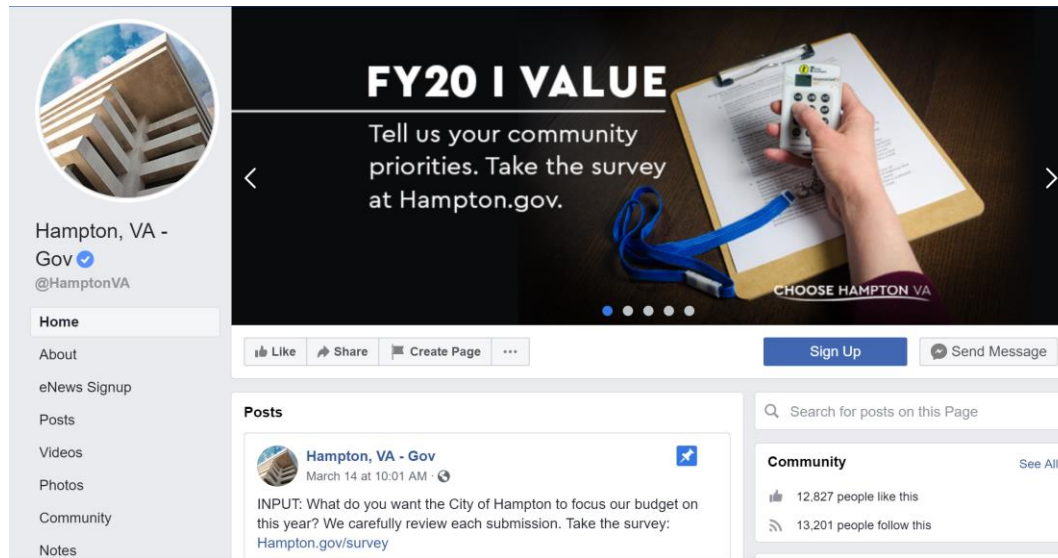 FY20 I VALUE
Tell us your community
priorities. Take the survey
at Hampton.gov.
CHOOSE HAMPTON VA
Hampton, VA -
Gov
@HamptonVA
Home
About
eNews Signup
Posts
Videos
Photos
Community
Notes
Like
Share
Create Page
Sign Up
Send Message
Posts
Hampton, VA - Gov
March 14 at 10:01 AM ·
INPUT: What do you want the City of Hampton to focus our budget on
this year? We carefully review each submission. Take the survey:
Hampton.gov/survey
Search for posts on this Page
Community
See All
12,827 people like this
13,201 people follow this